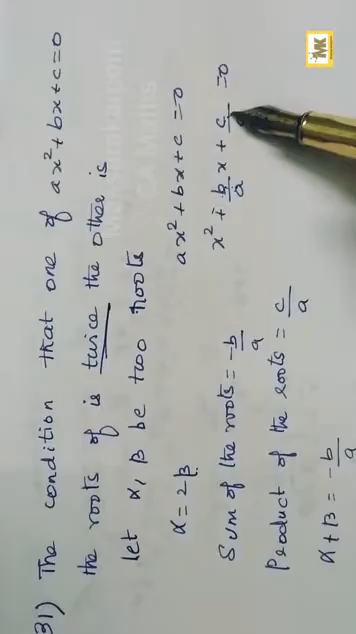 31) The condition that one of ax²+bx+c=0
the roots of is twice the other is
let α, β be two roots
α = 2β
ax²+bx+c=0
x²+b/a x+c/=0
Sum of the roots = -b/a
Product of the roots = c/a
α+β = -b/a
MK